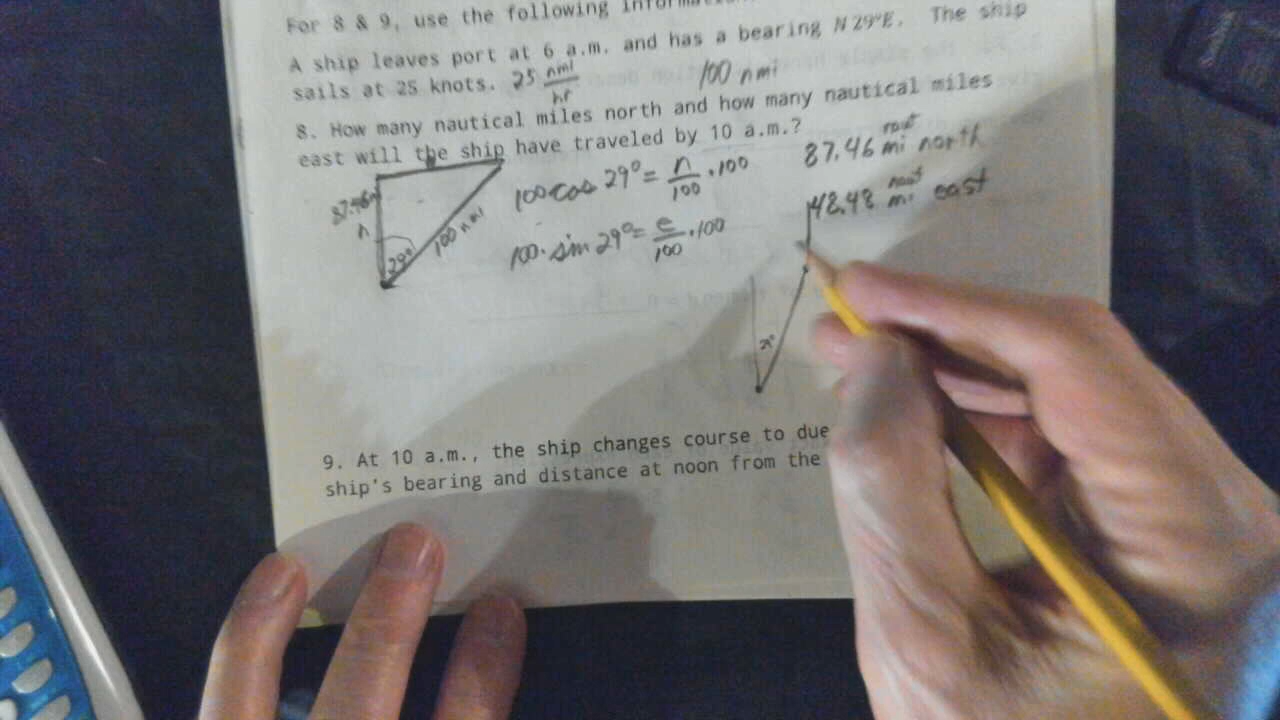 For 8 & 9, use the following
A ship leaves port at 6 a.m. and has a bearing N 29°E. The ship
sails at 25 knots. 25 nmi/hr 100 nmi
8. How many nautical miles north and how many nautical miles
east will the ship have traveled by 10 a.m.?
87.46 naut mi north
48.48 naut mi east
100 cos 29° = n/100 · 100
100 · sin 29° = e/100 · 100
n
29°
100 nmi
9. At 10 a.m., the ship changes course to due
ship's bearing and distance at noon from the